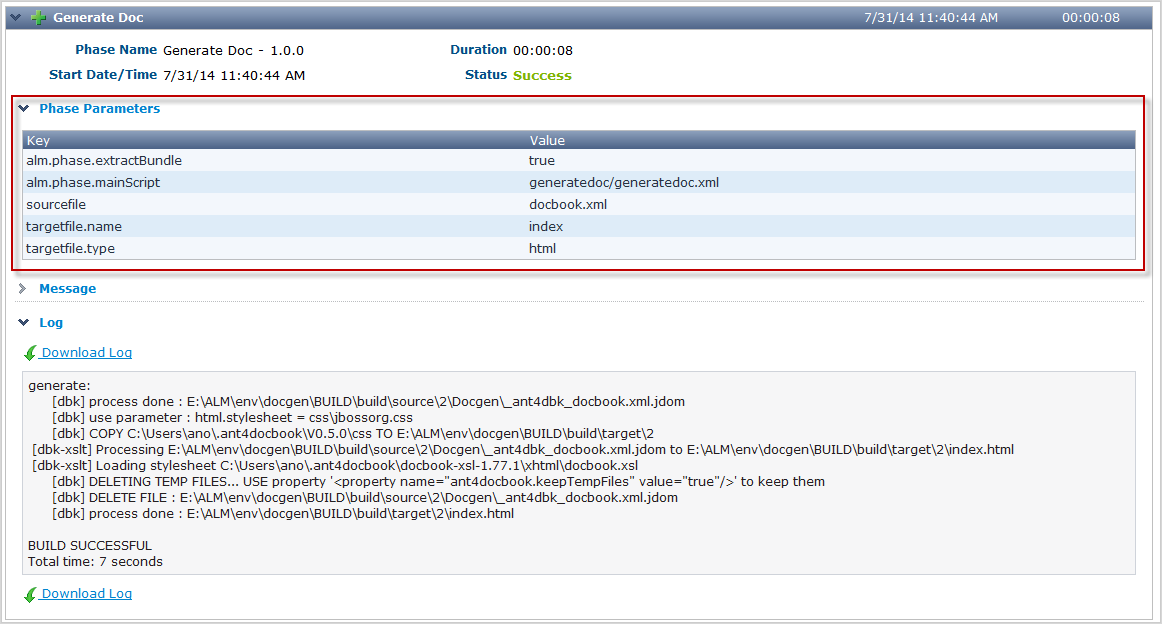 Generate Doc 7/31/14 11:40:44 AM 00:00:08
Phase Name Generate Doc - 1.0.0 Duration 00:00:08
Start Date/Time 7/31/14 11:40:44 AM Status Success
Phase Parameters
Key Value
alm.phase.extractBundle true
alm.phase.mainScript generatedoc/generatedoc.xml
sourcefile docbook.xml
targetfile.name index
targetfile.type html
Message
Log
Download Log
generate:
[dbk] process done : E:\ALM\env\docgen\BUILD\build\source\2\Docgen\_ant4dbk_docbook.xml.jdom
[dbk] use parameter : html.stylesheet = css\jbossorg.css
[dbk] COPY C:\Users\ano\.ant4docbook\V0.5.0\css TO E:\ALM\env\docgen\BUILD\build\target\2
[dbk-xslt] Processing E:\ALM\env\docgen\BUILD\build\source\2\Docgen\_ant4dbk_docbook.xml.jdom to E:\ALM\env\docgen\BUILD\build\target\2\index.html
[dbk-xslt] Loading stylesheet C:\Users\ano\.ant4docbook\docbook-xsl-1.77.1\xhtml\docbook.xsl
[dbk] DELETING TEMP FILES... USE property '<property name="ant4docbook.keepTempFiles" value="true"/>' to keep them
[dbk] DELETE FILE : E:\ALM\env\docgen\BUILD\build\source\2\Docgen\_ant4dbk_docbook.xml.jdom
[dbk] process done : E:\ALM\env\docgen\BUILD\build\target\2\index.html
BUILD SUCCESSFUL
Total time: 7 seconds
Download Log